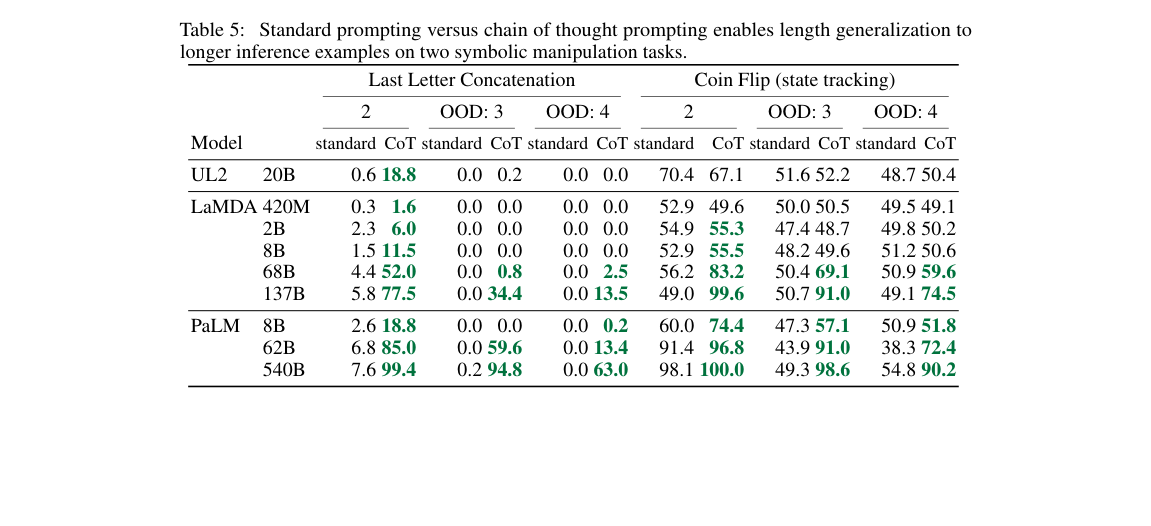 Table 5: Standard prompting versus chain of thought prompting enables length generalization to
longer inference examples on two symbolic manipulation tasks.
Last Letter Concatenation Coin Flip (state tracking)
2 OOD: 3 OOD: 4 2 OOD: 3 OOD: 4
Model standard CoT standard CoT standard CoT standard CoT standard CoT standard CoT
UL2 20B 0.6 18.8 0.0 0.2 0.0 0.0 70.4 67.1 51.6 52.2 48.7 50.4
LaMDA 420M 0.3 1.6 0.0 0.0 0.0 0.0 52.9 49.6 50.0 50.5 49.5 49.1
2B 2.3 6.0 0.0 0.0 0.0 0.0 54.9 55.3 47.4 48.7 49.8 50.2
8B 1.5 11.5 0.0 0.0 0.0 0.0 52.9 55.5 48.2 49.6 51.2 50.6
68B 4.4 52.0 0.0 0.8 0.0 2.5 56.2 83.2 50.4 69.1 50.9 59.6
137B 5.8 77.5 0.0 34.4 0.0 13.5 49.0 99.6 50.7 91.0 49.1 74.5
PaLM 8B 2.6 18.8 0.0 0.0 0.0 0.2 60.0 74.4 47.3 57.1 50.9 51.8
62B 6.8 85.0 0.0 59.6 0.0 13.4 91.4 96.8 43.9 91.0 38.3 72.4
540B 7.6 99.4 0.2 94.8 0.0 63.0 98.1 100.0 49.3 98.6 54.8 90.2